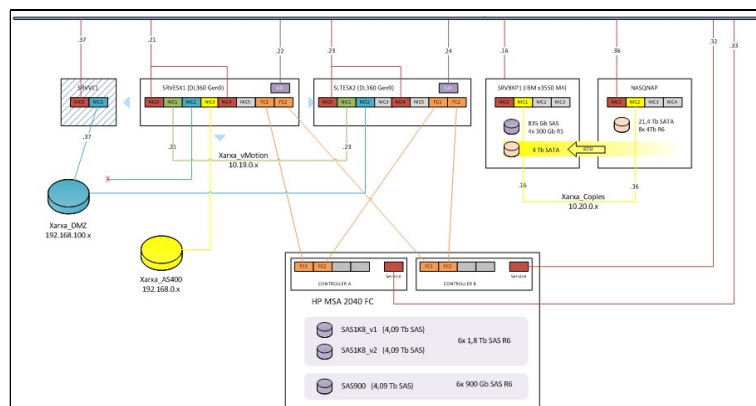 .37
.21
.22
.23
.24
.16
.36
.32
.33
SRVVC1
SRVESX1 (DL360 Gen9)
SLTESX2 (DL360 Gen9)
SRVBKP1 (IBM x3550 M4)
NASQNAP
NIC0 NIC2
NIC0 NIC1 NIC2 NIC3 NIC4 NIC5 FC1 FC2
NIC0 NIC1 NIC2 NIC3 NIC4 NIC5 FC1 FC2
NIC0 NIC1 NIC2 NIC3
NIC1 NIC2 NIC3 NIC4
835 Gb SAS
4x 300 Gb R5
21,4 Tb SATA
8x 4Tb R6
4 Tb SATA
iSCSI
.37
.21
.23
Xarxa_vMotion
10.19.0.x
X
.16
.36
Xarxa_Copies
10.20.0.x
Xarxa_DMZ
192.168.100.x
Xarxa_AS400
192.168.0.x
FC1 FC2
Service
CONTROLLER A
FC1 FC2
Service
CONTROLLER B
HP MSA 2040 FC
SAS1K8_v1 (4,09 Tb SAS)
6x 1,8 Tb SAS R6
SAS1K8_v2 (4,09 Tb SAS)
SAS900 (4,09 Tb SAS)
6x 900 Gb SAS R6